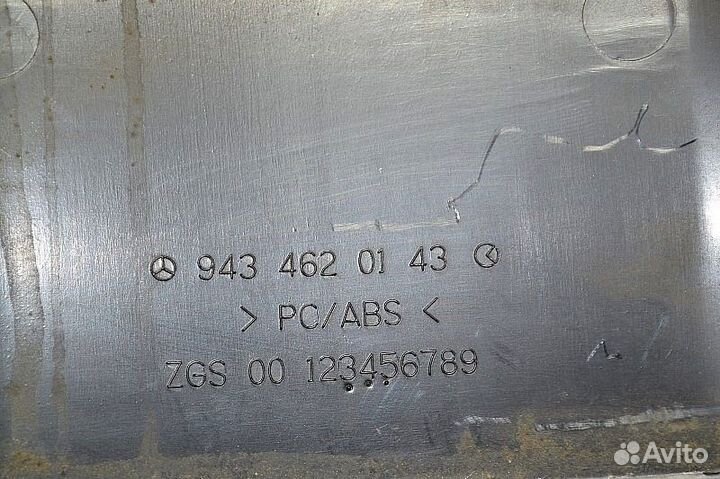 943 462 01 43
> PC/ABS <
ZGS 00 123456789
Avito